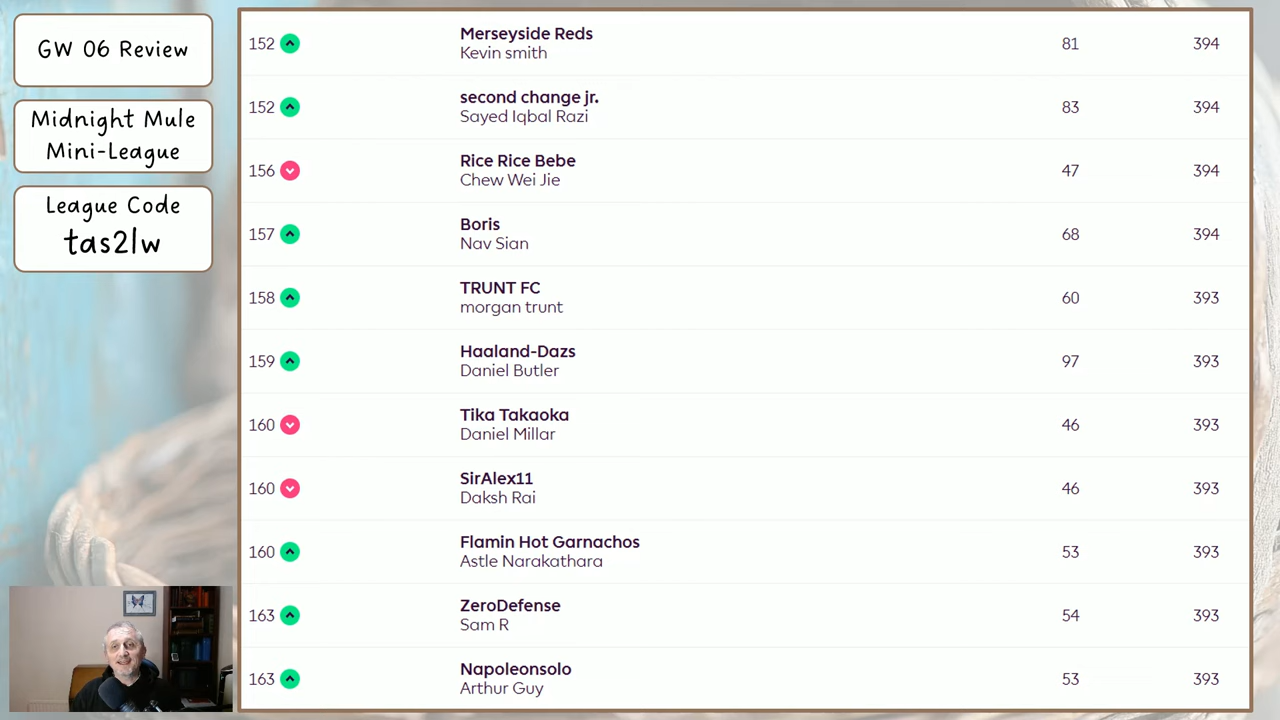 GW 06 Review
Midnight Mule
Mini-League
League Code
tas2lw
152 Merseyside Reds 81 394
Kevin smith
152 second change jr. 83 394
Sayed Iqbal Razi
156 Rice Rice Bebe 47 394
Chew Wei Jie
157 Boris 68 394
Nav Sian
158 TRUNT FC 60 393
morgan trunt
159 Haaland-Dazs 97 393
Daniel Butler
160 Tika Takaoka 46 393
Daniel Millar
160 SirAlex11 46 393
Daksh Rai
160 Flamin Hot Garnachos 53 393
Astle Narakathara
163 ZeroDefense 54 393
Sam R
163 Napoleonsolo 53 393
Arthur Guy